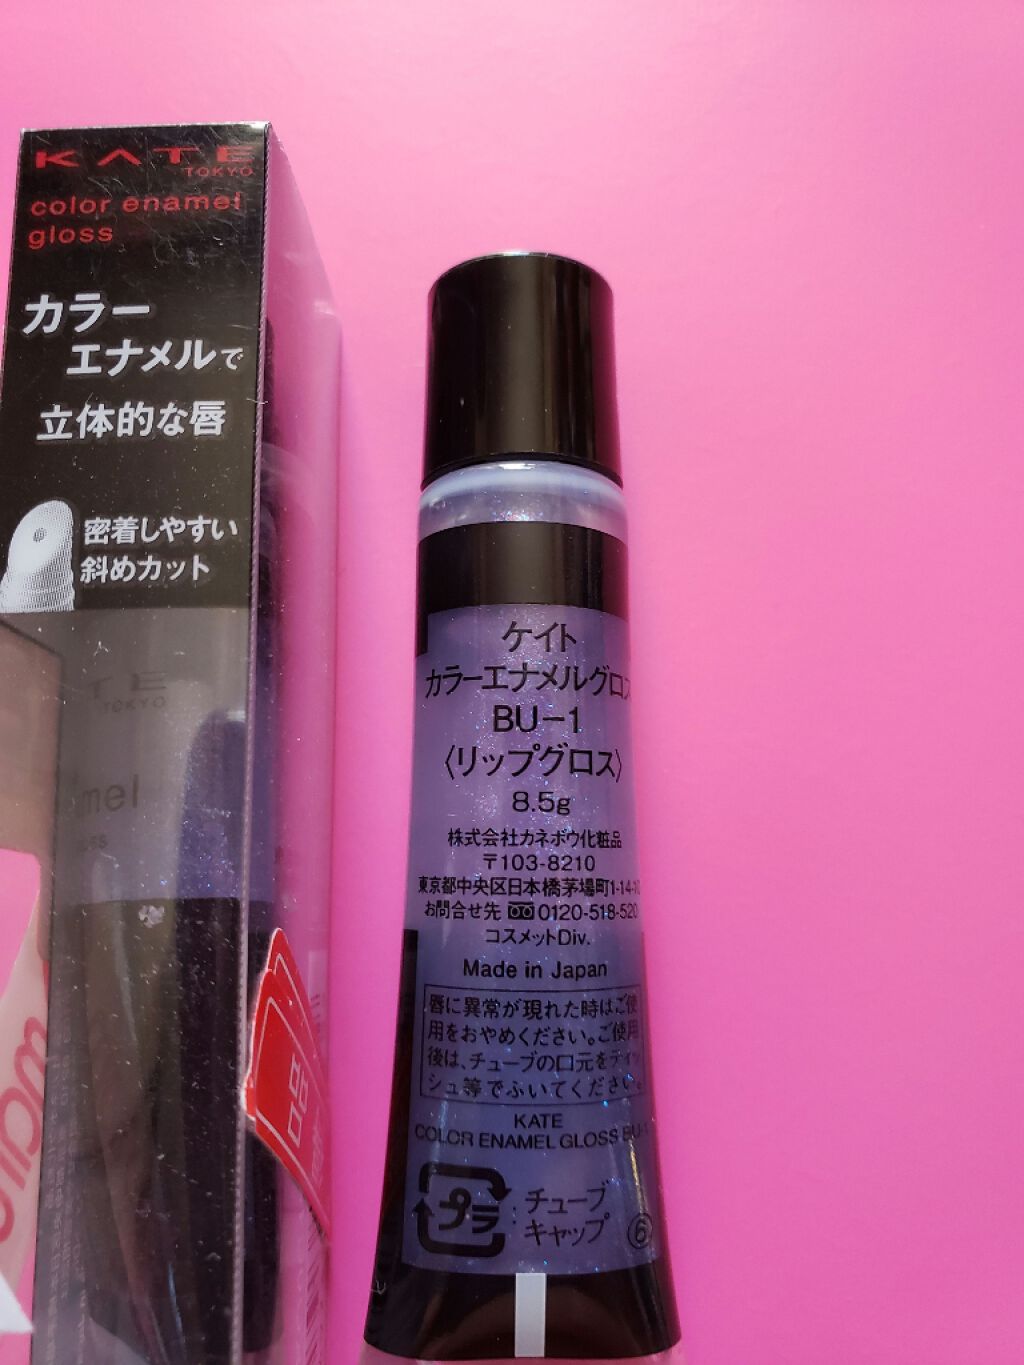 KATE
TOKYO
color enamel
gloss
カラー
エナメルで
立体的な唇
密着しやすい
斜めカット
TE
TOKYO
mel
ケイト
カラーエナメルグロス
BU-1
〈リップグロス〉
8.5g
株式会社カネボウ化粧品
〒103-8210
東京都中央区日本橋茅場町1-14-10
お問合せ先 0120-518-520
コスメットDiv.
Made in Japan
唇に異常が現れた時はご使
用をおやめください。ご使用
後は、チューブの口元をティッ
シュ等でふいてください。
KATE
COLOR ENAMEL GLOSS BU-1
プラ
チューブ
キャップ
⑥
品